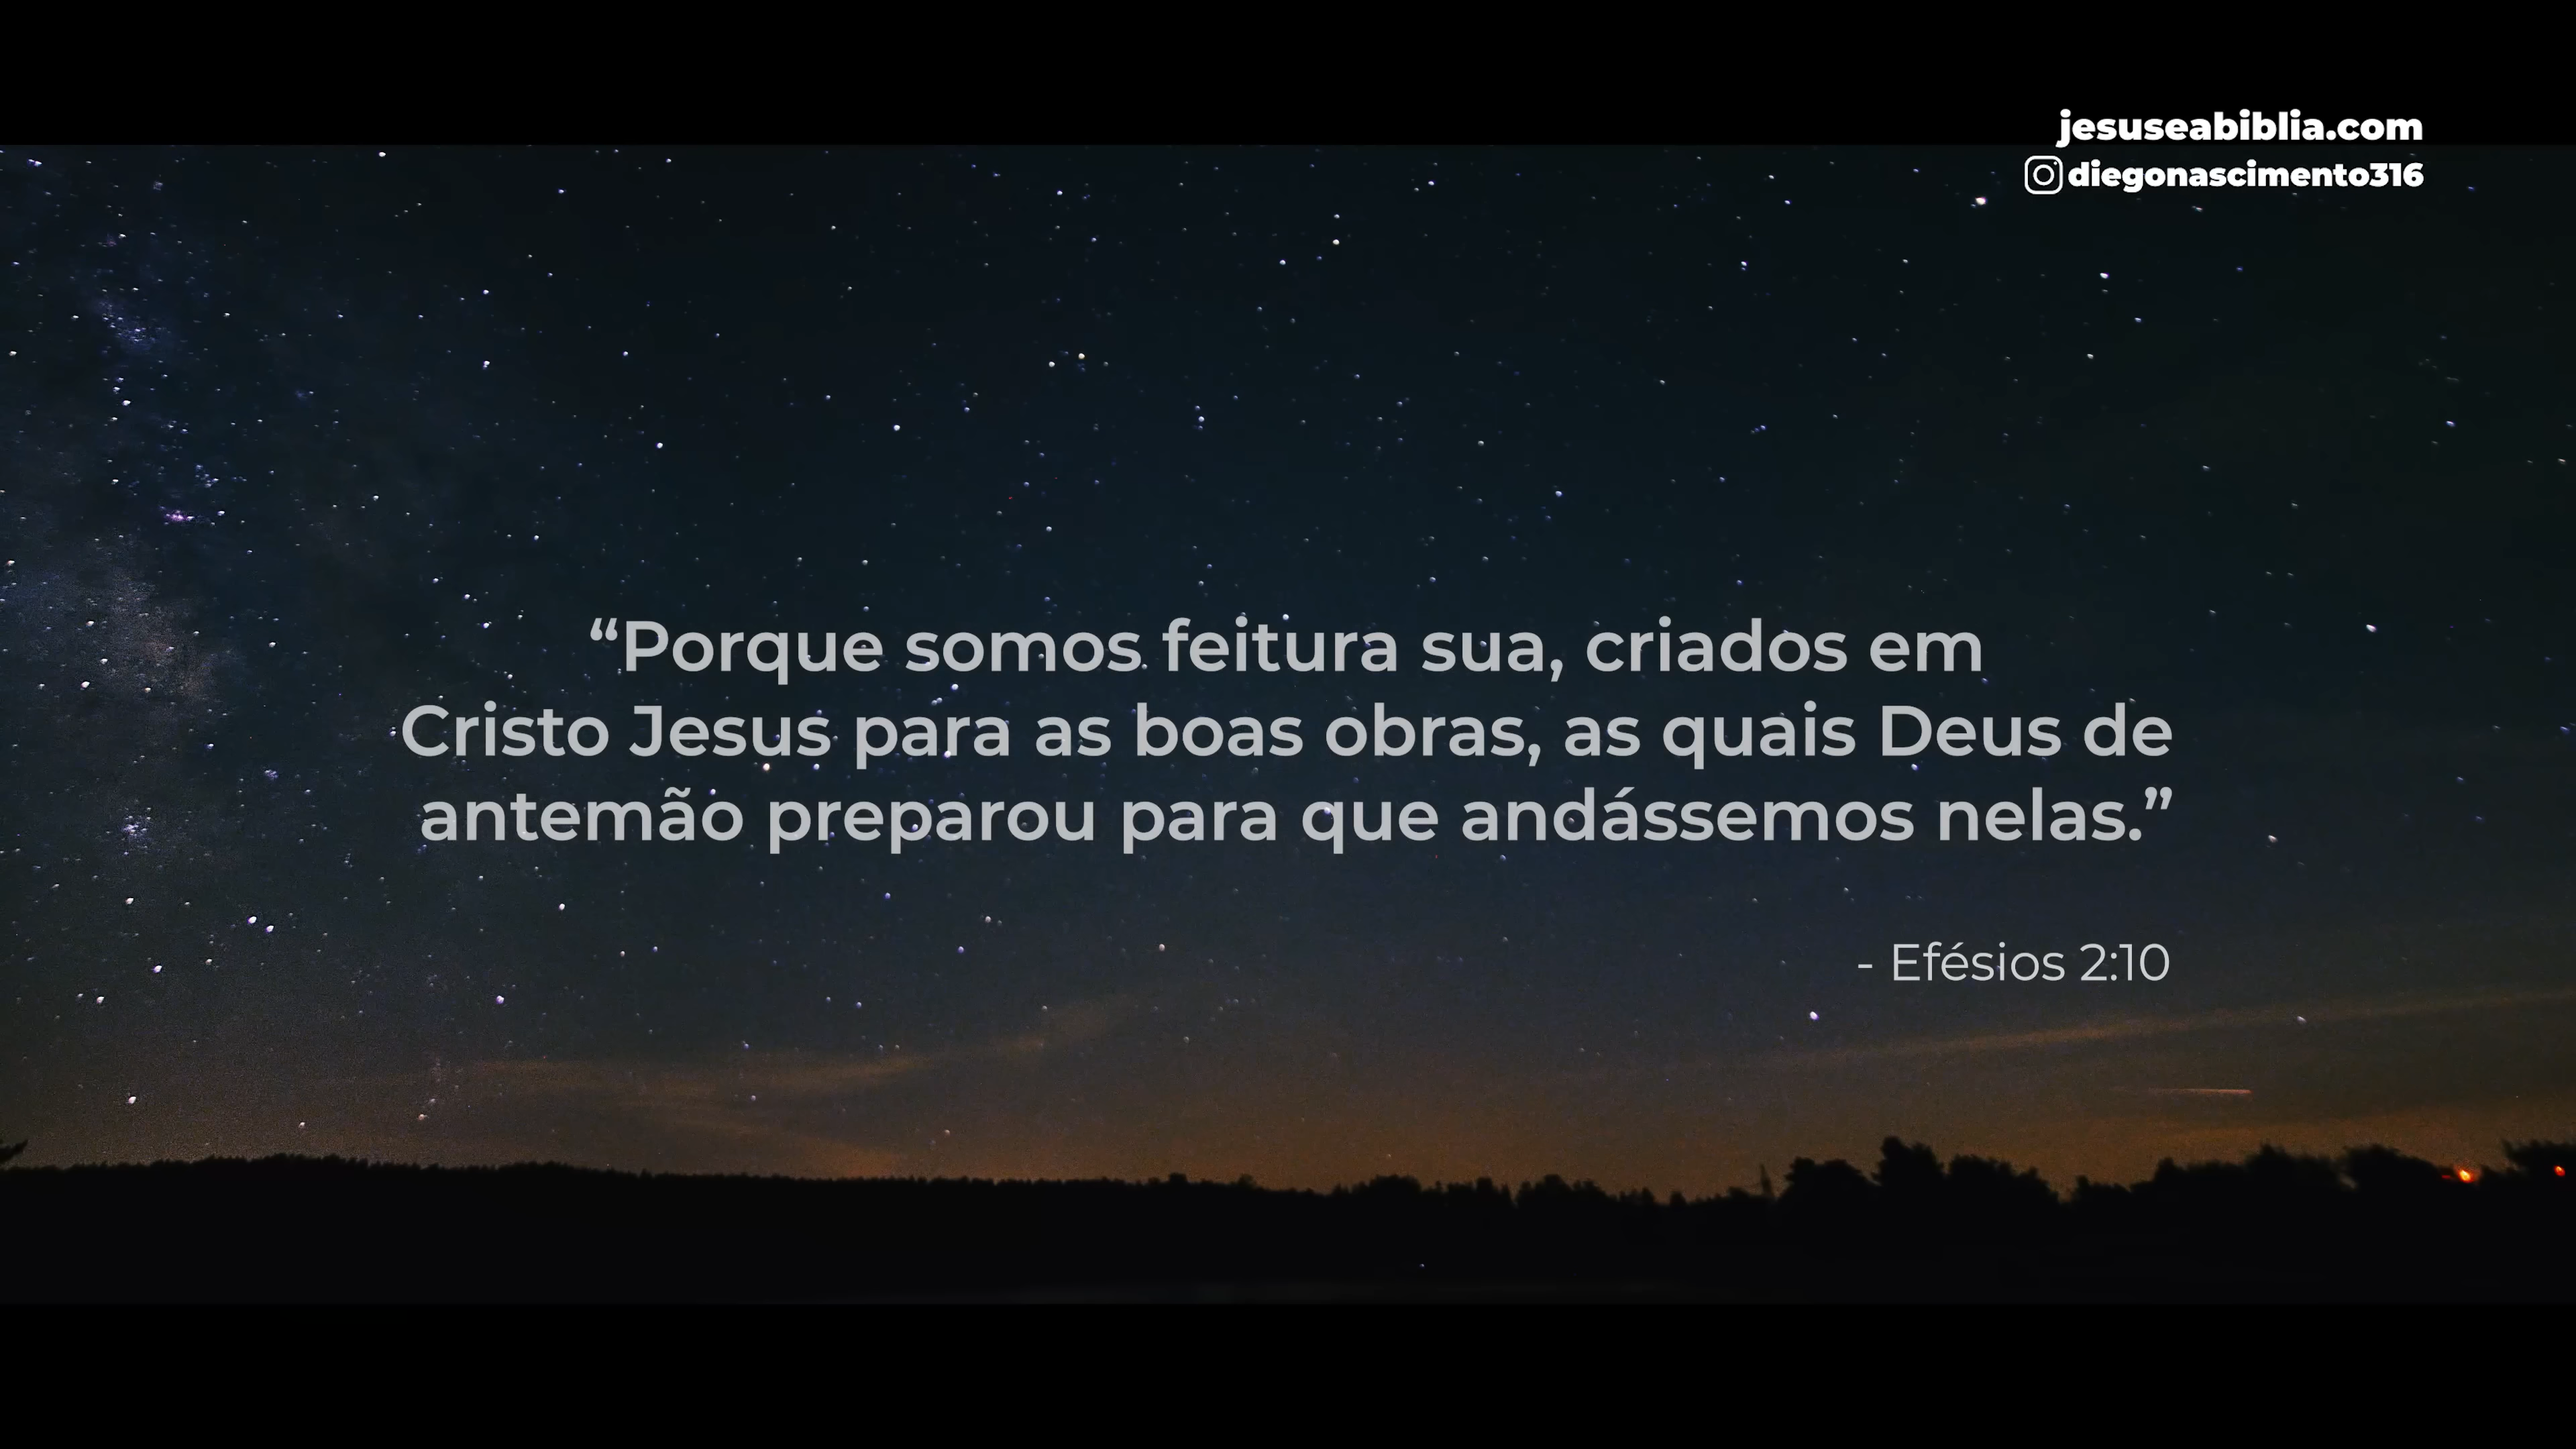 jesuseabiblia.com
diegonascimento316
“Porque somos feitura sua, criados em
Cristo Jesus para as boas obras, as quais Deus de
antemão preparou para que andássemos nelas.”
- Efésios 2:10